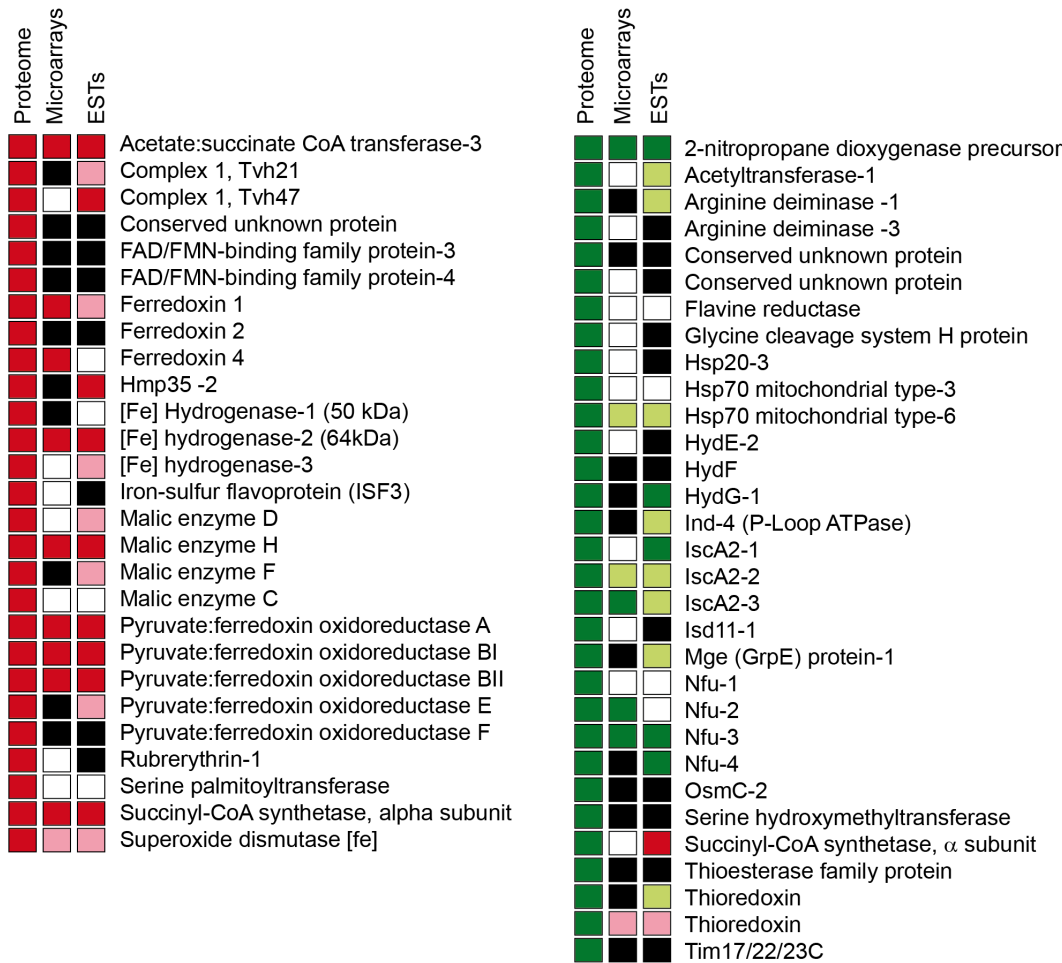 Proteome
Microarrays
ESTs
Acetate:succinate CoA transferase-3
Complex 1, Tvh21
Complex 1, Tvh47
Conserved unknown protein
FAD/FMN-binding family protein-3
FAD/FMN-binding family protein-4
Ferredoxin 1
Ferredoxin 2
Ferredoxin 4
Hmp35 -2
[Fe] Hydrogenase-1 (50 kDa)
[Fe] hydrogenase-2 (64kDa)
[Fe] hydrogenase-3
Iron-sulfur flavoprotein (ISF3)
Malic enzyme D
Malic enzyme H
Malic enzyme F
Malic enzyme C
Pyruvate:ferredoxin oxidoreductase A
Pyruvate:ferredoxin oxidoreductase BI
Pyruvate:ferredoxin oxidoreductase BII
Pyruvate:ferredoxin oxidoreductase E
Pyruvate:ferredoxin oxidoreductase F
Rubrerythrin-1
Serine palmitoyltransferase
Succinyl-CoA synthetase, alpha subunit
Superoxide dismutase [fe]
Proteome
Microarrays
ESTs
2-nitropropane dioxygenase precursor
Acetyltransferase-1
Arginine deiminase -1
Arginine deiminase -3
Conserved unknown protein
Conserved unknown protein
Flavine reductase
Glycine cleavage system H protein
Hsp20-3
Hsp70 mitochondrial type-3
Hsp70 mitochondrial type-6
HydE-2
HydF
HydG-1
Ind-4 (P-Loop ATPase)
IscA2-1
IscA2-2
IscA2-3
Isd11-1
Mge (GrpE) protein-1
Nfu-1
Nfu-2
Nfu-3
Nfu-4
OsmC-2
Serine hydroxymethyltransferase
Succinyl-CoA synthetase, α subunit
Thioesterase family protein
Thioredoxin
Thioredoxin
Tim17/22/23C